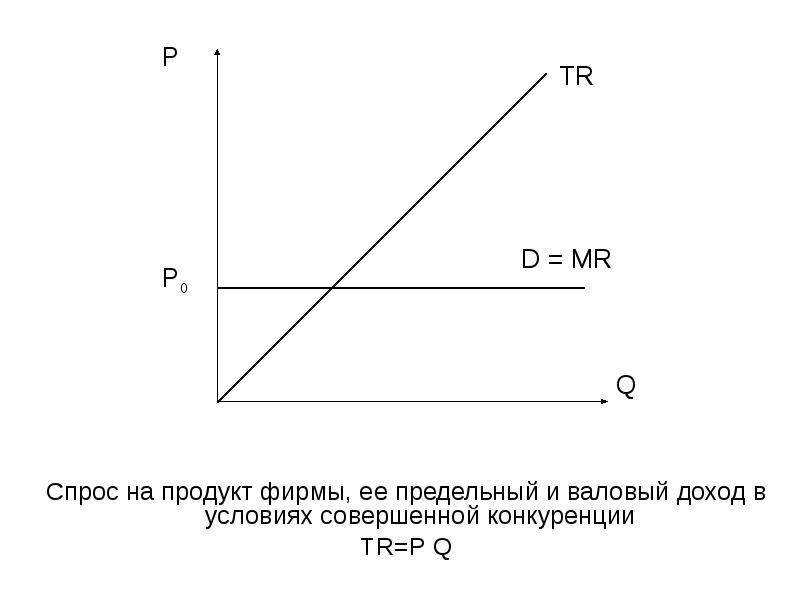 P
TR
D = MR
P0
Q
Спрос на продукт фирмы, ее предельный и валовый доход в
условиях совершенной конкуренции
TR=P Q